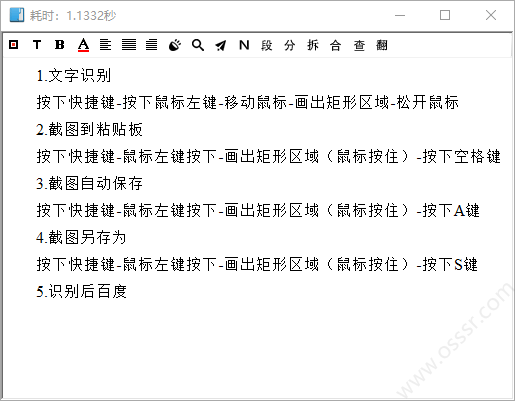 耗时：1.1332秒
T B A N 段 分 拆 合 查 翻
1.文字识别
按下快捷键-按下鼠标左键-移动鼠标-画出矩形区域-松开鼠标
2.截图到粘贴板
按下快捷键-鼠标左键按下-画出矩形区域（鼠标按住）-按下空格键
3.截图自动保存
按下快捷键-鼠标左键按下-画出矩形区域（鼠标按住）-按下A键
4.截图另存为
按下快捷键-鼠标左键按下-画出矩形区域（鼠标按住）-按下S键
5.识别后百度
www.osssr.com